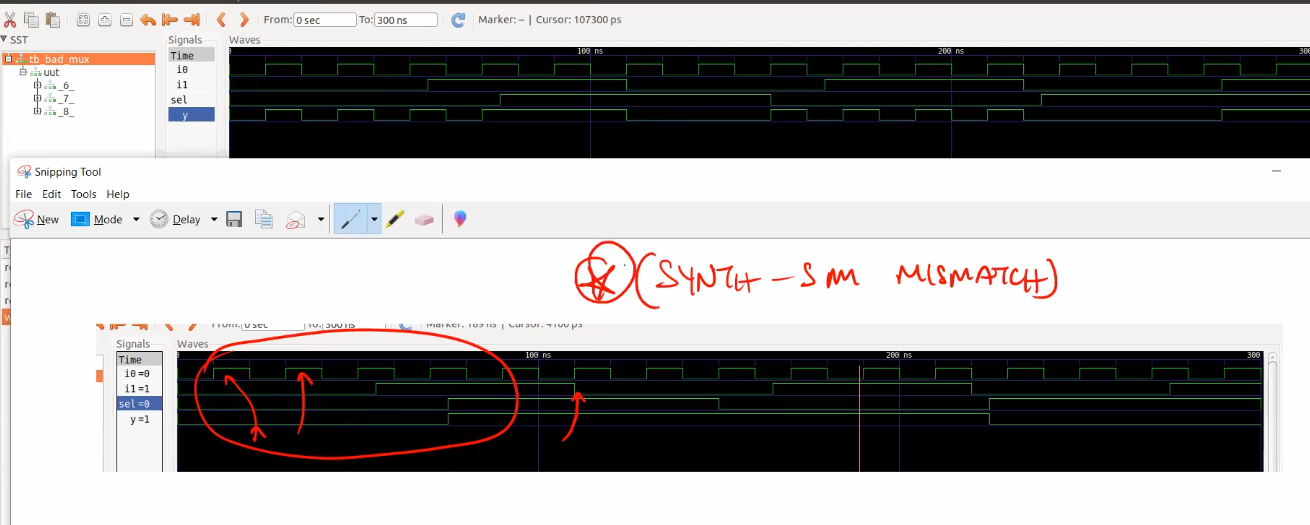 From: 0 sec To: 300 ns Marker: -- | Cursor: 107300 ps
SST Signals Waves
tb_bad_mux
uut
_6_
_7_
_8_
Time
i0
i1
sel
y
0 100 ns 200 ns 300
Snipping Tool
File Edit Tools Help
New Mode Delay
(SYNTH - SIM MISMATCH)
From: 0 sec To: 300 ns Marker: 189 ns | Cursor: 4100 ps
Signals Waves
Time
i0=0
i1=1
sel=0
y=1
0 100 ns 200 ns 300